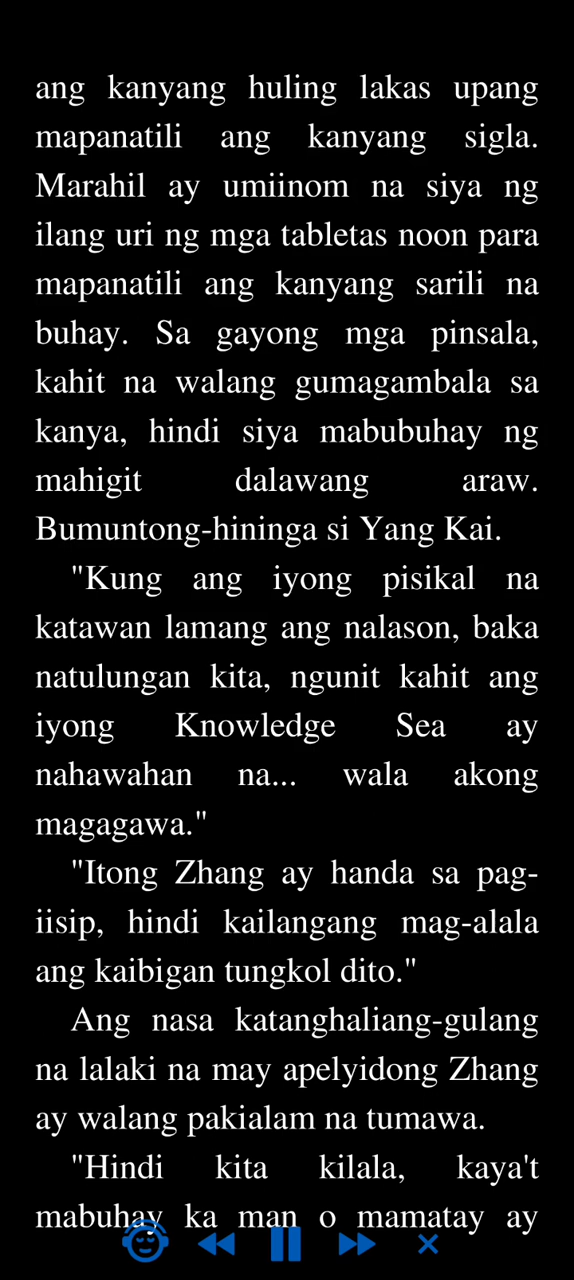 ang kanyang huling lakas upang
mapanatili ang kanyang sigla.
Marahil ay umiinom na siya ng
ilang uri ng mga tabletas noon para
mapanatili ang kanyang sarili na
buhay. Sa gayong mga pinsala,
kahit na walang gumagambala sa
kanya, hindi siya mabubuhay ng
mahigit dalawang araw.
Bumuntong-hininga si Yang Kai.
"Kung ang iyong pisikal na
katawan lamang ang nalason, baka
natulungan kita, ngunit kahit ang
iyong Knowledge Sea ay
nahawahan na... wala akong
magagawa."
"Itong Zhang ay handa sa pag-
iisip, hindi kailangang mag-alala
ang kaibigan tungkol dito."
Ang nasa katanghaliang-gulang
na lalaki na may apelyidong Zhang
ay walang pakialam na tumawa.
"Hindi kita kilala, kaya't
mabuhay ka man o mamatay ay